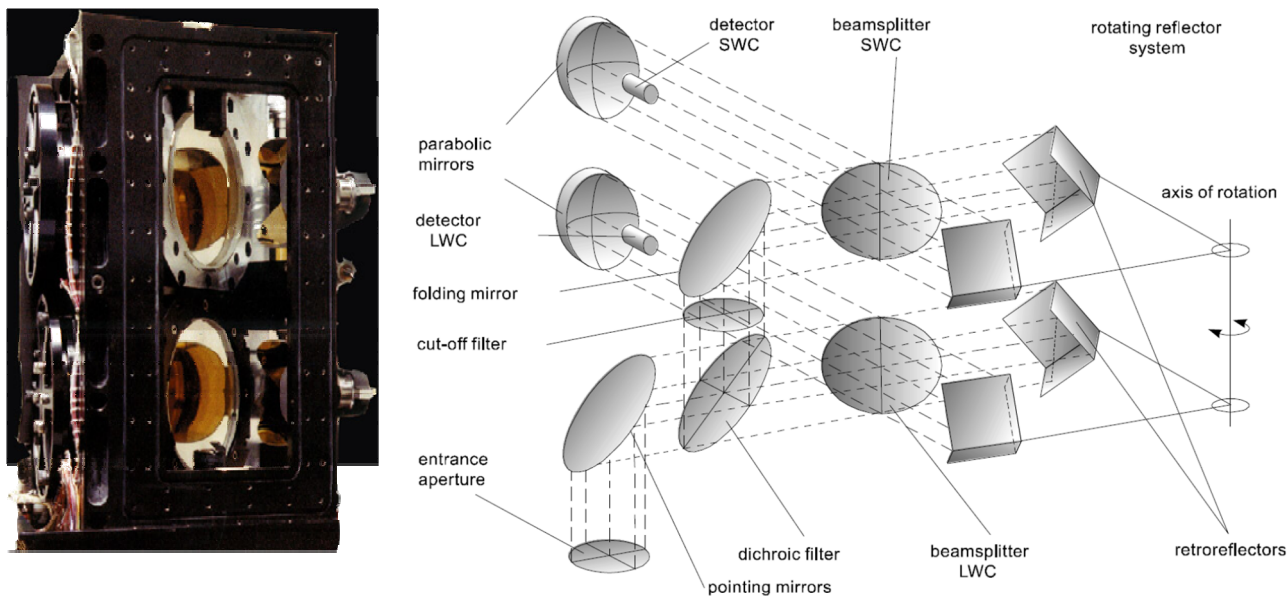 detector
SWC
beamsplitter
SWC
rotating reflector
system
parabolic
mirrors
axis of rotation
detector
LWC
folding mirror
cut-off filter
entrance
aperture
dichroic filter
beamsplitter
LWC
retroreflectors
pointing mirrors